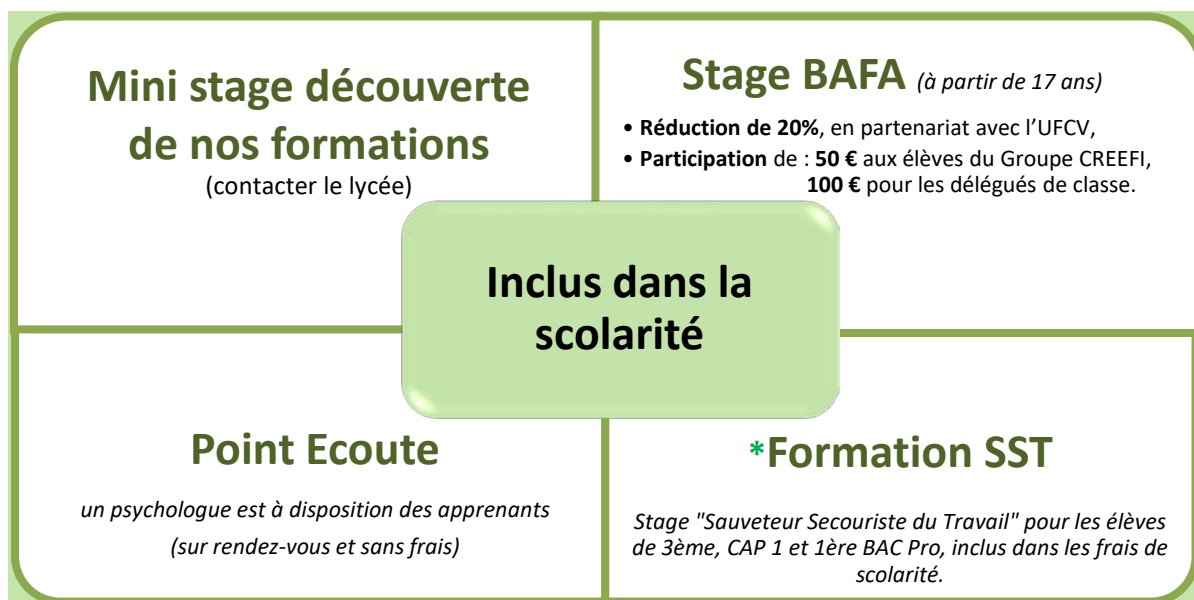 Mini stage découverte
de nos formations
(contacter le lycée)
Stage BAFA (à partir de 17 ans)
• Réduction de 20%, en partenariat avec l'UFCV,
• Participation de : 50 € aux élèves du Groupe CREEFI,
100 € pour les délégués de classe.
Inclus dans la
scolarité
Point Ecoute
un psychologue est à disposition des apprenants
(sur rendez-vous et sans frais)
*Formation SST
Stage "Sauveteur Secouriste du Travail" pour les élèves
de 3ème, CAP 1 et 1ère BAC Pro, inclus dans les frais de
scolarité.